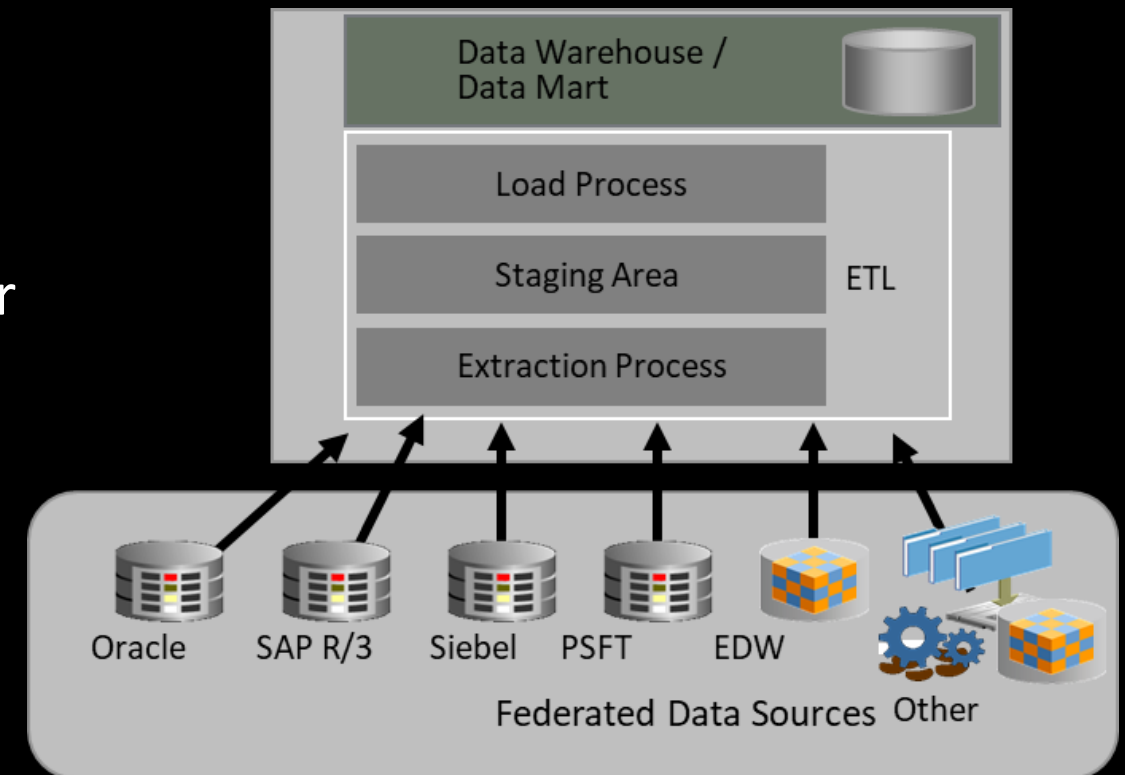 Data Warehouse /
Data Mart
Load Process
r
Staging Area
ETL
Extraction Process
Oracle
SAP R/3
Siebel
PSFT
EDW
Federated Data Sources
Other